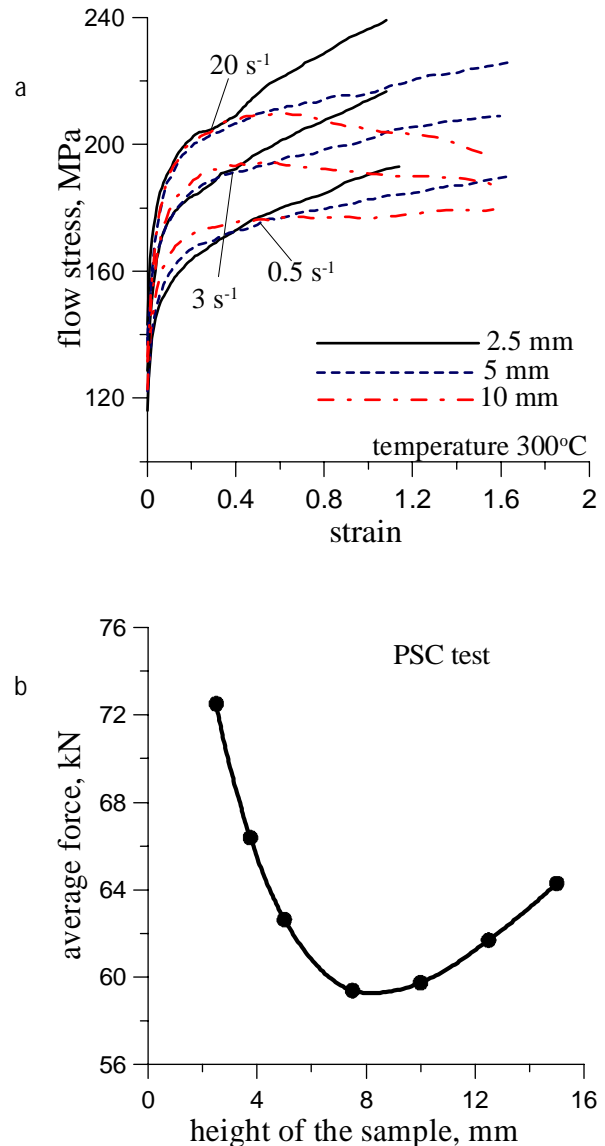 a
240
200
160
120
flow stress, MPa
20 s⁻¹
3 s⁻¹
0.5 s⁻¹
2.5 mm
5 mm
10 mm
temperature 300°C
0 0.4 0.8 1.2 1.6 2
strain
b
76
72
68
64
60
56
average force, kN
PSC test
0 4 8 12 16
height of the sample, mm